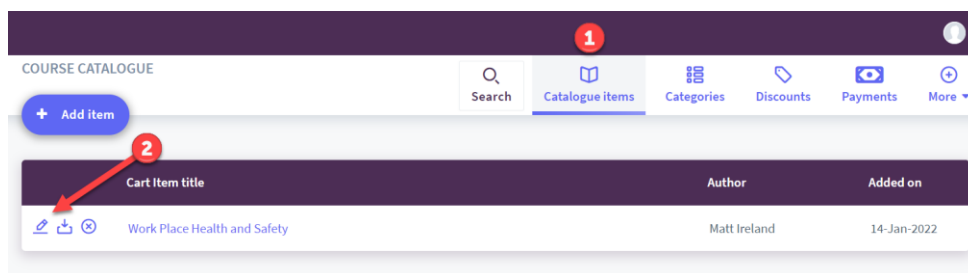 1
COURSE CATALOGUE
Search
Catalogue items
Categories
Discounts
Payments
More
+ Add item
2
Cart Item title Author Added on
Work Place Health and Safety Matt Ireland 14-Jan-2022